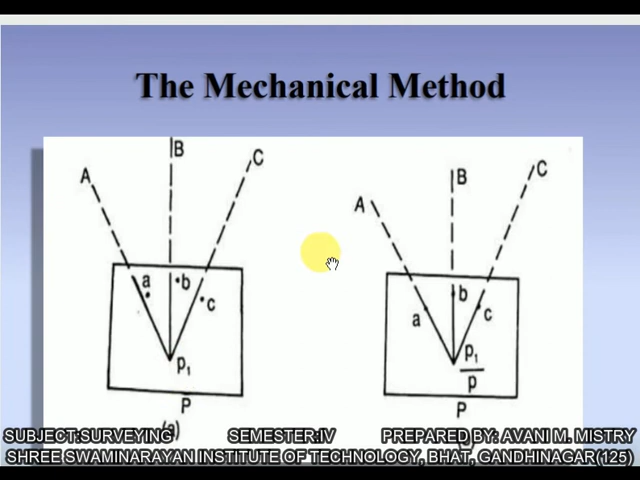 The Mechanical Method
A
B
C
a
b
c
p1
P
(a)
A
B
C
a
b
c
p1
p
P
SUBJECT:SURVEYING SEMESTER:IV PREPARED BY: AVANI M. MISTRY
SHREE SWAMINARAYAN INSTITUTE OF TECHNOLOGY, BHAT, GANDHINAGAR(125)